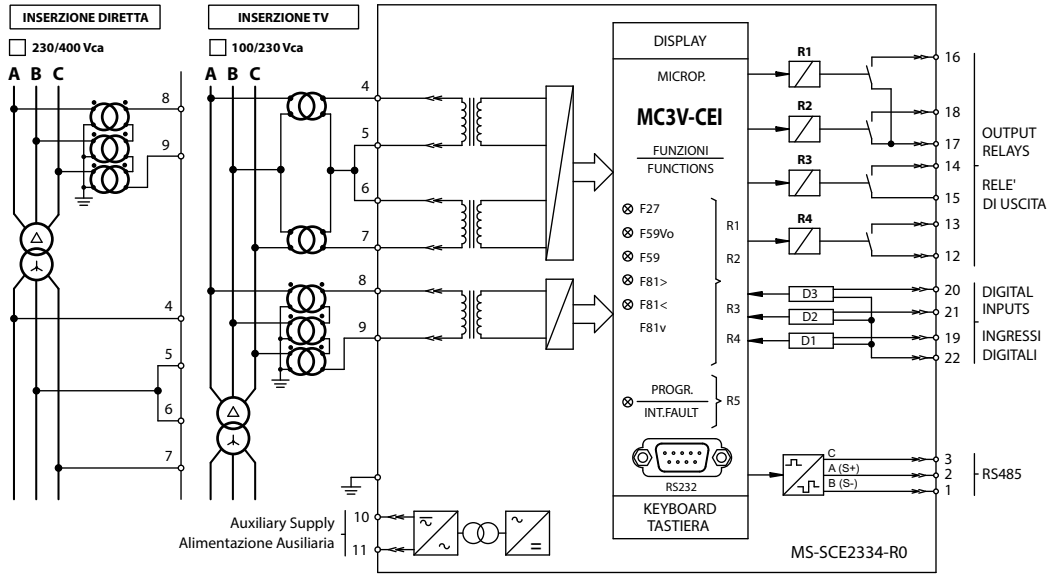 INSERZIONE DIRETTA
230/400 Vca
A B C
8
9
4
5
6
7
INSERZIONE TV
100/230 Vca
A B C
4
5
6
7
8
9
Auxiliary Supply
Alimentazione Ausiliaria
10
11
DISPLAY
MICROP.
MC3V-CEI
FUNZIONI
FUNCTIONS
F27
F59Vo
F59
F81>
F81<
F81v
R1
R2
R3
R4
PROGR.
INT.FAULT
R5
RS232
KEYBOARD
TASTIERA
R1
R2
R3
R4
16
18
17
14
15
13
12
OUTPUT
RELAYS
RELE'
DI USCITA
D3
D2
D1
20
21
19
22
DIGITAL
INPUTS
INGRESSI
DIGITALI
C
A (S+)
B (S-)
3
2
1
RS485
MS-SCE2334-R0